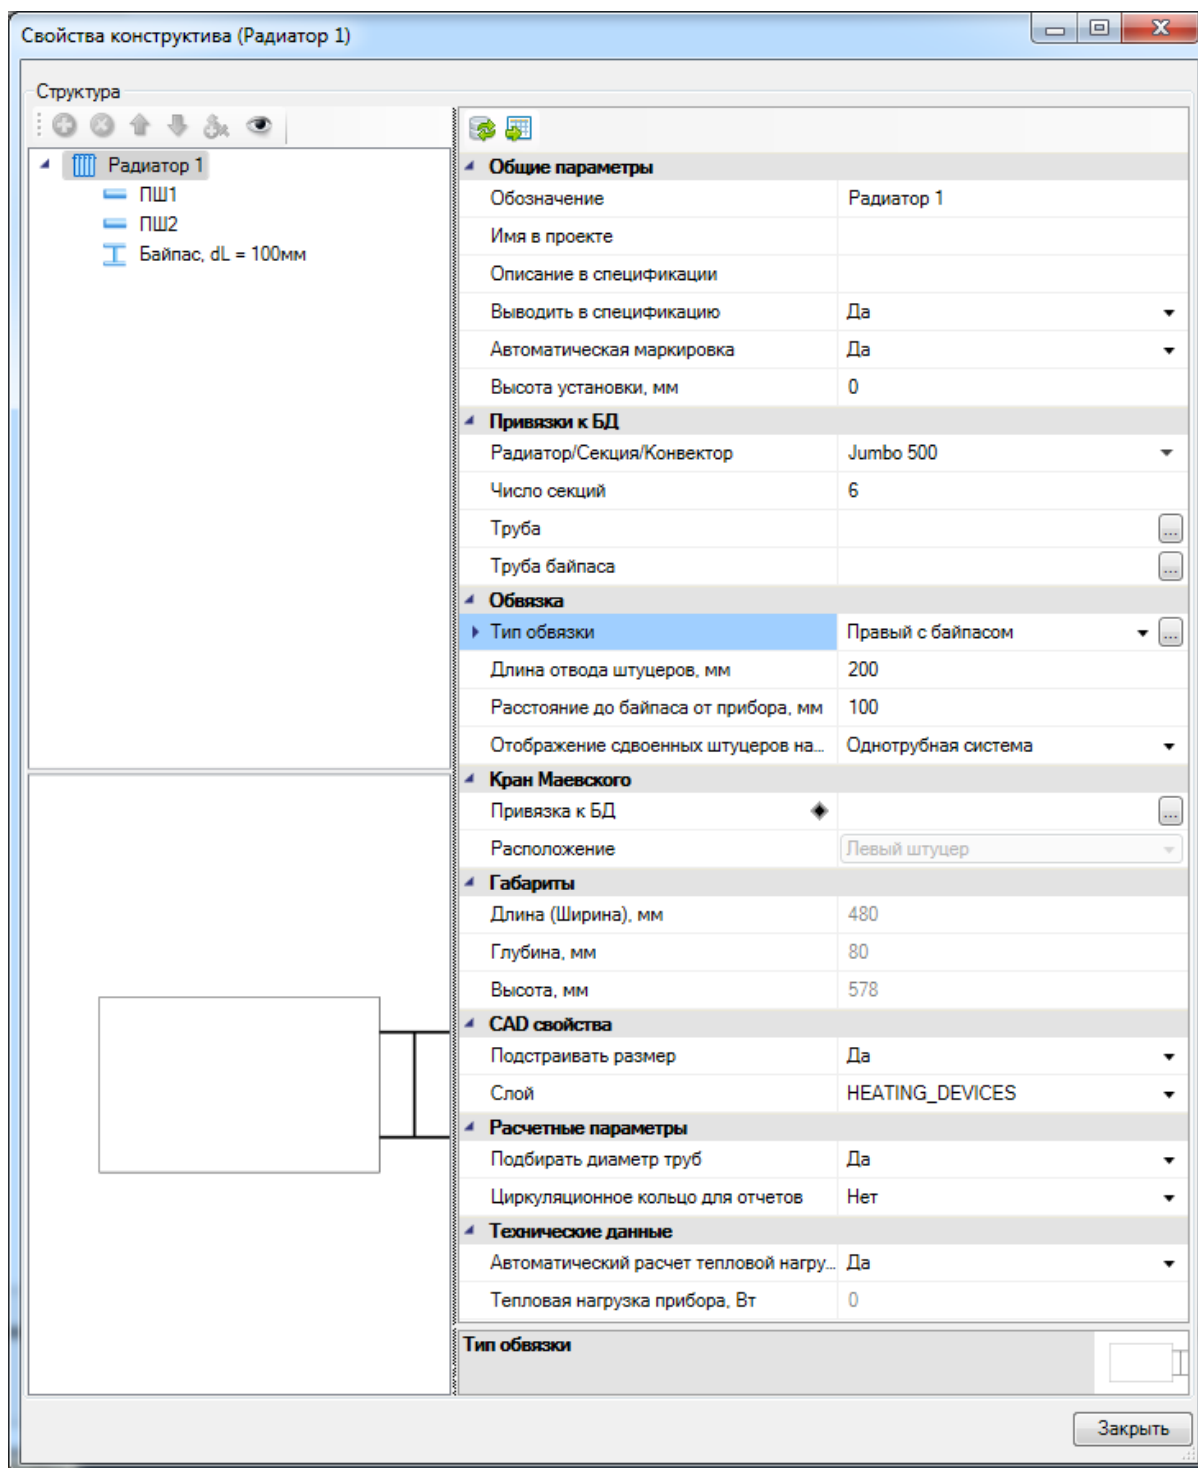 Свойства конструктива (Радиатор 1)
Структура
Радиатор 1
ПШ1
ПШ2
Байпас, dL = 100мм
Общие параметры
Обозначение Радиатор 1
Имя в проекте
Описание в спецификации
Выводить в спецификацию Да
Автоматическая маркировка Да
Высота установки, мм 0
Привязки к БД
Радиатор/Секция/Конвектор Jumbo 500
Число секций 6
Труба ...
Труба байпаса ...
Обвязка
Тип обвязки Правый с байпасом ...
Длина отвода штуцеров, мм 200
Расстояние до байпаса от прибора, мм 100
Отображение сдвоенных штуцеров на... Однотрубная система
Кран Маевского
Привязка к БД ...
Расположение Левый штуцер
Габариты
Длина (Ширина), мм 480
Глубина, мм 80
Высота, мм 578
CAD свойства
Подстраивать размер Да
Слой HEATING_DEVICES
Расчетные параметры
Подбирать диаметр труб Да
Циркуляционное кольцо для отчетов Нет
Технические данные
Автоматический расчет тепловой нагру... Да
Тепловая нагрузка прибора, Вт 0
Тип обвязки
Закрыть